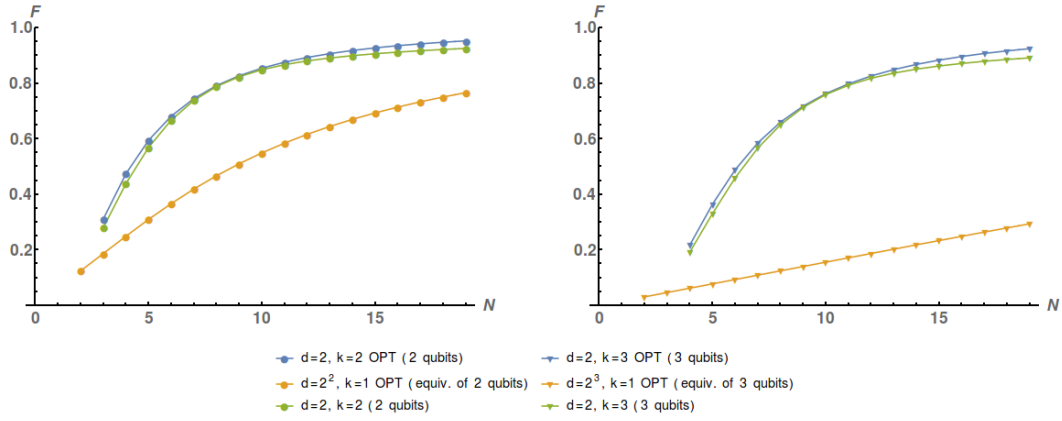 F
1.0
0.8
0.6
0.4
0.2
0 5 10 15 N
F
1.0
0.8
0.6
0.4
0.2
0 5 10 15 N
d=2, k=2 OPT (2 qubits)
d=2², k=1 OPT (equiv. of 2 qubits)
d=2, k=2 (2 qubits)
d=2, k=3 OPT (3 qubits)
d=2³, k=1 OPT (equiv. of 3 qubits)
d=2, k=3 (3 qubits)